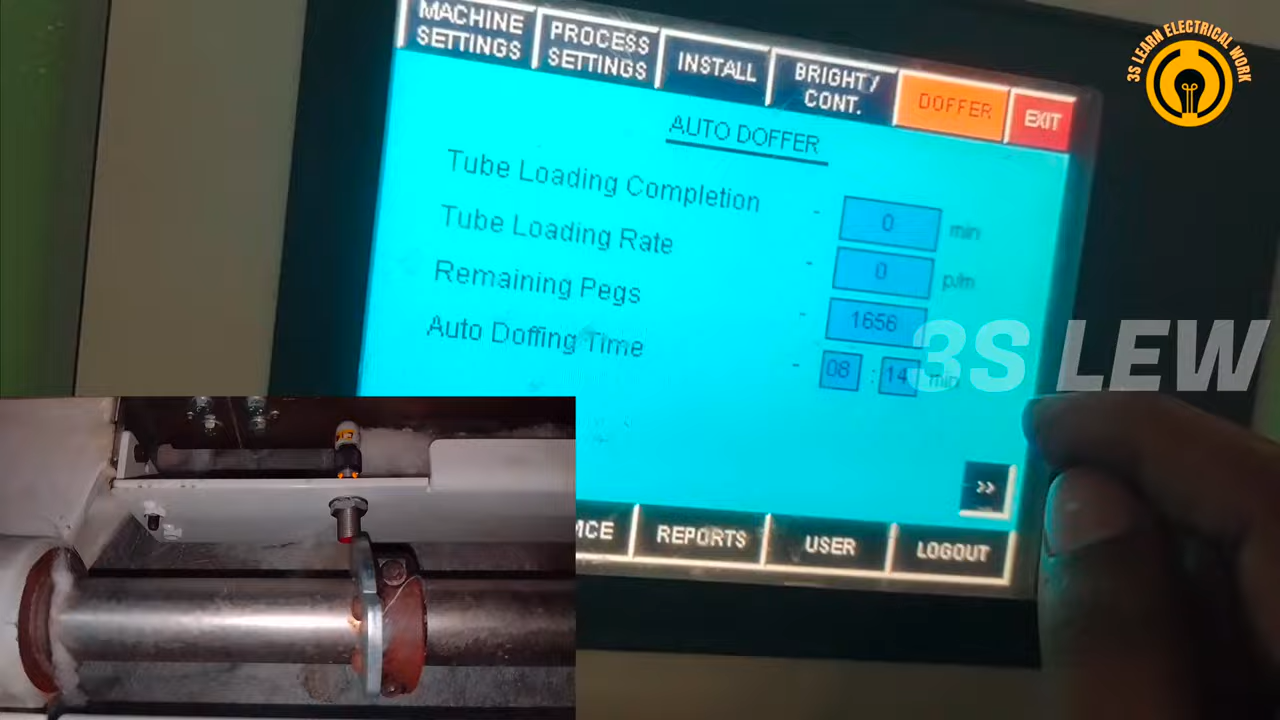 MACHINE SETTINGS
PROCESS SETTINGS
INSTALL
BRIGHT/ CONT.
DOFFER
EXIT
3S LEARN ELECTRICAL WORK
AUTO DOFFER
Tube Loading Completion - 0 min
Tube Loading Rate - 0 p/m
Remaining Pegs - 1656
Auto Doffing Time - 08 : 14 min
3S LEW
>>
REPORTS
USER
LOGOUT